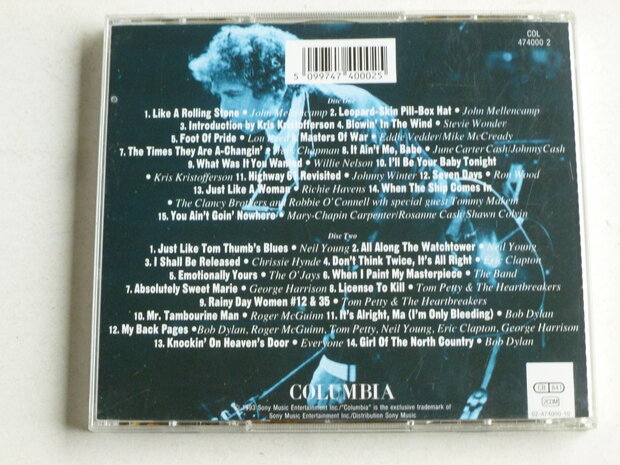 COL
474000 2
5 099747 400025
Disc One
1. Like A Rolling Stone • John Mellencamp 2. Leopard-Skin Pill-Box Hat • John Mellencamp
3. Introduction by Kris Kristofferson 4. Blowin' In The Wind • Stevie Wonder
5. Foot Of Pride • Lou Reed 6. Masters Of War • Eddie Vedder/Mike McCready
7. The Times They Are A-Changin' • Tracy Chapman 8. It Ain't Me, Babe • June Carter Cash/Johnny Cash
9. What Was It You Wanted • Willie Nelson 10. I'll Be Your Baby Tonight
• Kris Kristofferson 11. Highway 61 Revisited • Johnny Winter 12. Seven Days • Ron Wood
13. Just Like A Woman • Richie Havens 14. When The Ship Comes In
• The Clancy Brothers and Robbie O'Connell with special guest Tommy Makem
15. You Ain't Goin' Nowhere • Mary-Chapin Carpenter/Rosanne Cash/Shawn Colvin
Disc Two
1. Just Like Tom Thumb's Blues • Neil Young 2. All Along The Watchtower • Neil Young
3. I Shall Be Released • Chrissie Hynde 4. Don't Think Twice, It's All Right • Eric Clapton
5. Emotionally Yours • The O'Jays 6. When I Paint My Masterpiece • The Band
7. Absolutely Sweet Marie • George Harrison 8. License To Kill • Tom Petty & The Heartbreakers
9. Rainy Day Women #12 & 35 • Tom Petty & The Heartbreakers
10. Mr. Tambourine Man • Roger McGuinn 11. It's Alright, Ma (I'm Only Bleeding) • Bob Dylan
12. My Back Pages • Bob Dylan, Roger McGuinn, Tom Petty, Neil Young, Eric Clapton, George Harrison
13. Knockin' On Heaven's Door • Everyone 14. Girl Of The North Country • Bob Dylan
COLUMBIA
1993 Sony Music Entertainment Inc./"Columbia" is the exclusive trademark of
Sony Music Entertainment Inc./Distribution Sony Music
CB 841
02-474000-10